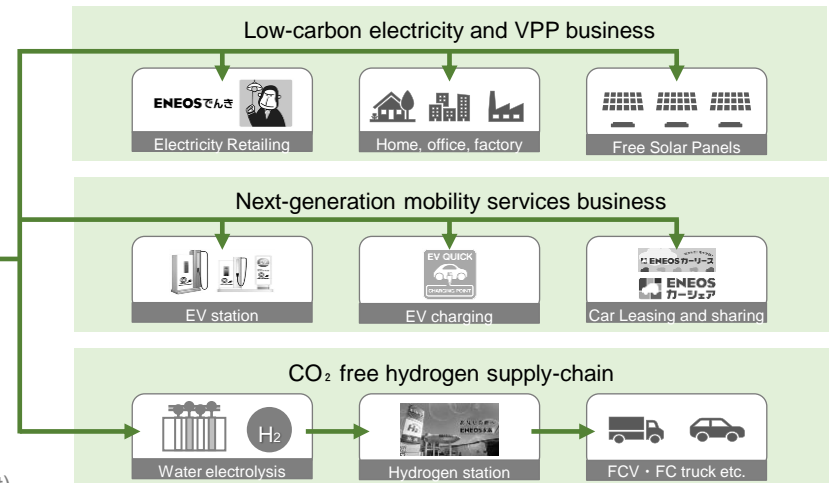 Low-carbon electricity and VPP business
ENEOSでんき
Electricity Retailing
Home, office, factory
Free Solar Panels
Next-generation mobility services business
EV station
EV QUICK
CHARGING POINT
EV charging
ENEOSカーリース
ENEOS
カーシェア
Car Leasing and sharing
CO₂ free hydrogen supply-chain
H₂
Water electrolysis
Hydrogen station
FCV・FC truck etc.